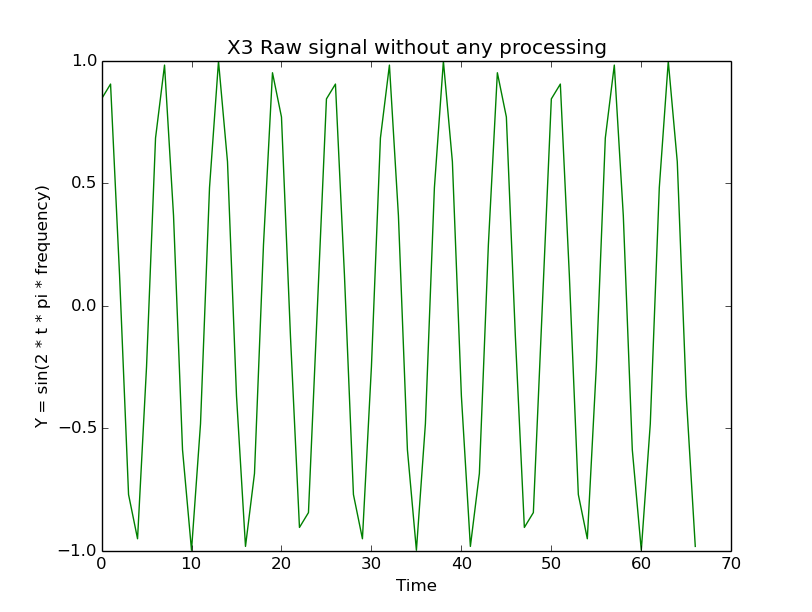 X3 Raw signal without any processing
Y = sin(2 * t * pi * frequency)
1.0
0.5
0.0
−0.5
−1.0
0 10 20 30 40 50 60 70
Time